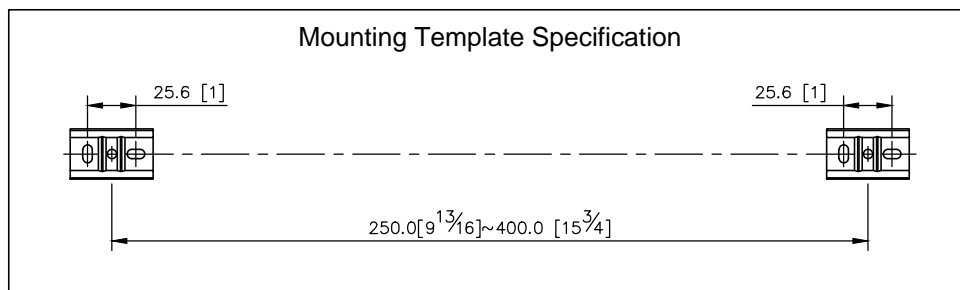 Mounting Template Specification
25.6 [1]
25.6 [1]
250.0[9 13/16]~400.0 [15 3/4]